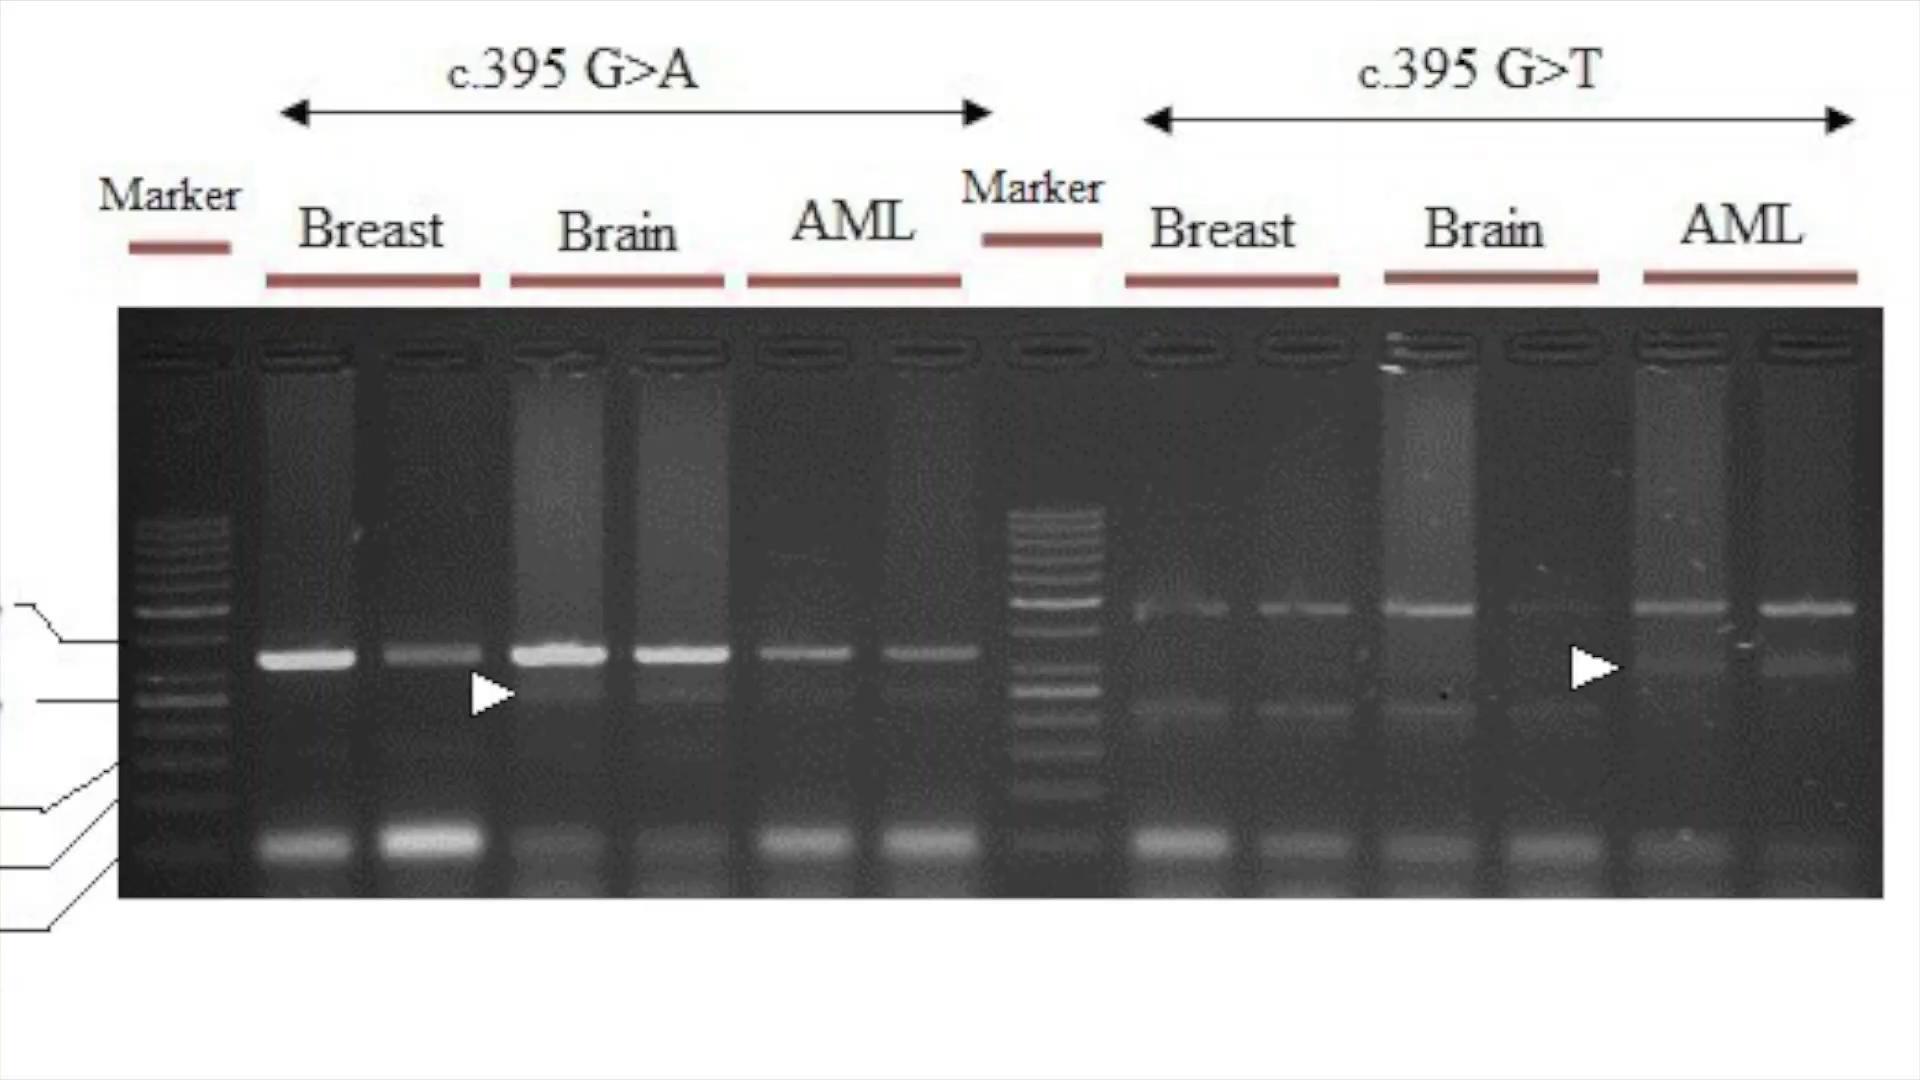 c.395 G>A
c.395 G>T
Marker
Breast
Brain
AML
Marker
Breast
Brain
AML